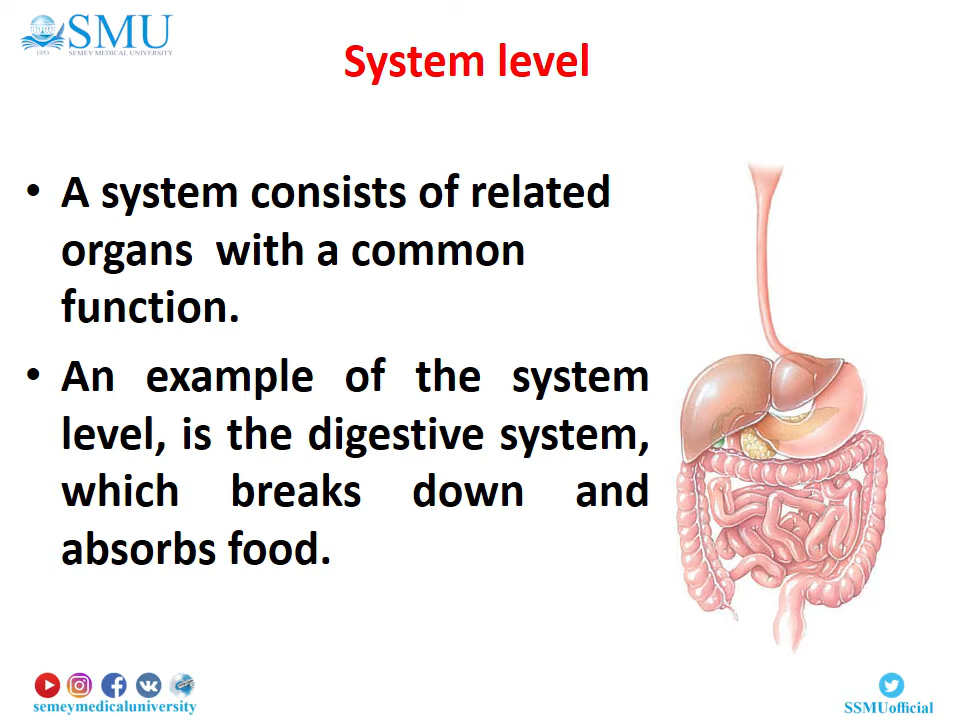 SMU
1953 SEMEY MEDICAL UNIVERSITY
System level
• A system consists of related
organs with a common
function.
• An example of the system
level, is the digestive system,
which breaks down and
absorbs food.
semeymedicaluniversity
SSMUofficial